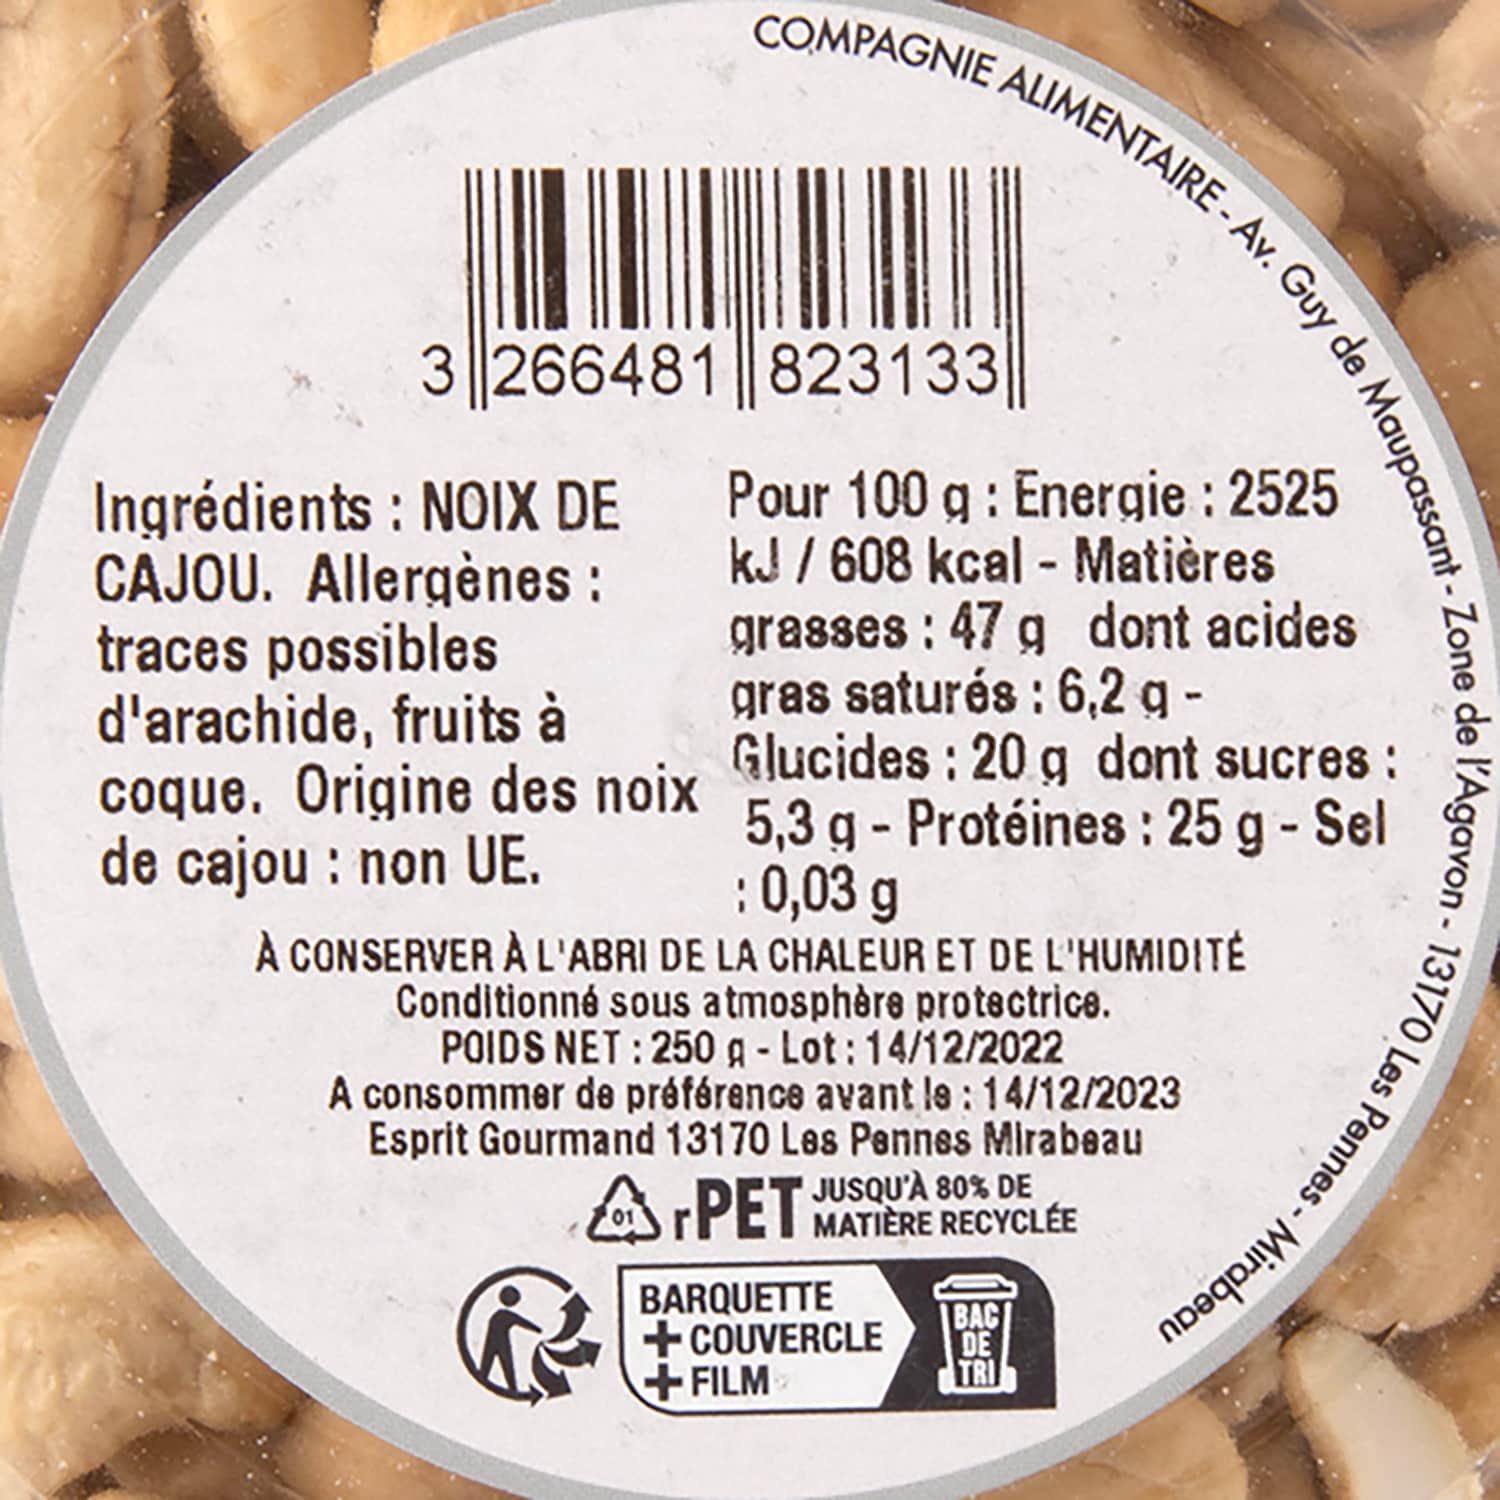 COMPAGNIE ALIMENTAIRE - Av. Guy de Maupassant - Zone de l'Agavon - 13170 Les Pennes - Mirabeau
3 266481 823133
Ingrédients : NOIX DE
CAJOU. Allergènes :
traces possibles
d'arachide, fruits à
coque. Origine des noix
de cajou : non UE.
Pour 100 g : Energie : 2525
kJ / 608 kcal - Matières
grasses : 47 g dont acides
gras saturés : 6,2 g -
Glucides : 20 g dont sucres :
5,3 g - Protéines : 25 g - Sel
: 0,03 g
À CONSERVER À L'ABRI DE LA CHALEUR ET DE L'HUMIDITÉ
Conditionné sous atmosphère protectrice.
POIDS NET : 250 g - Lot : 14/12/2022
A consommer de préférence avant le : 14/12/2023
Esprit Gourmand 13170 Les Pennes Mirabeau
01 rPET JUSQU'À 80% DE
MATIÈRE RECYCLÉE
BARQUETTE
+ COUVERCLE
+ FILM
BAC
DE
TRI